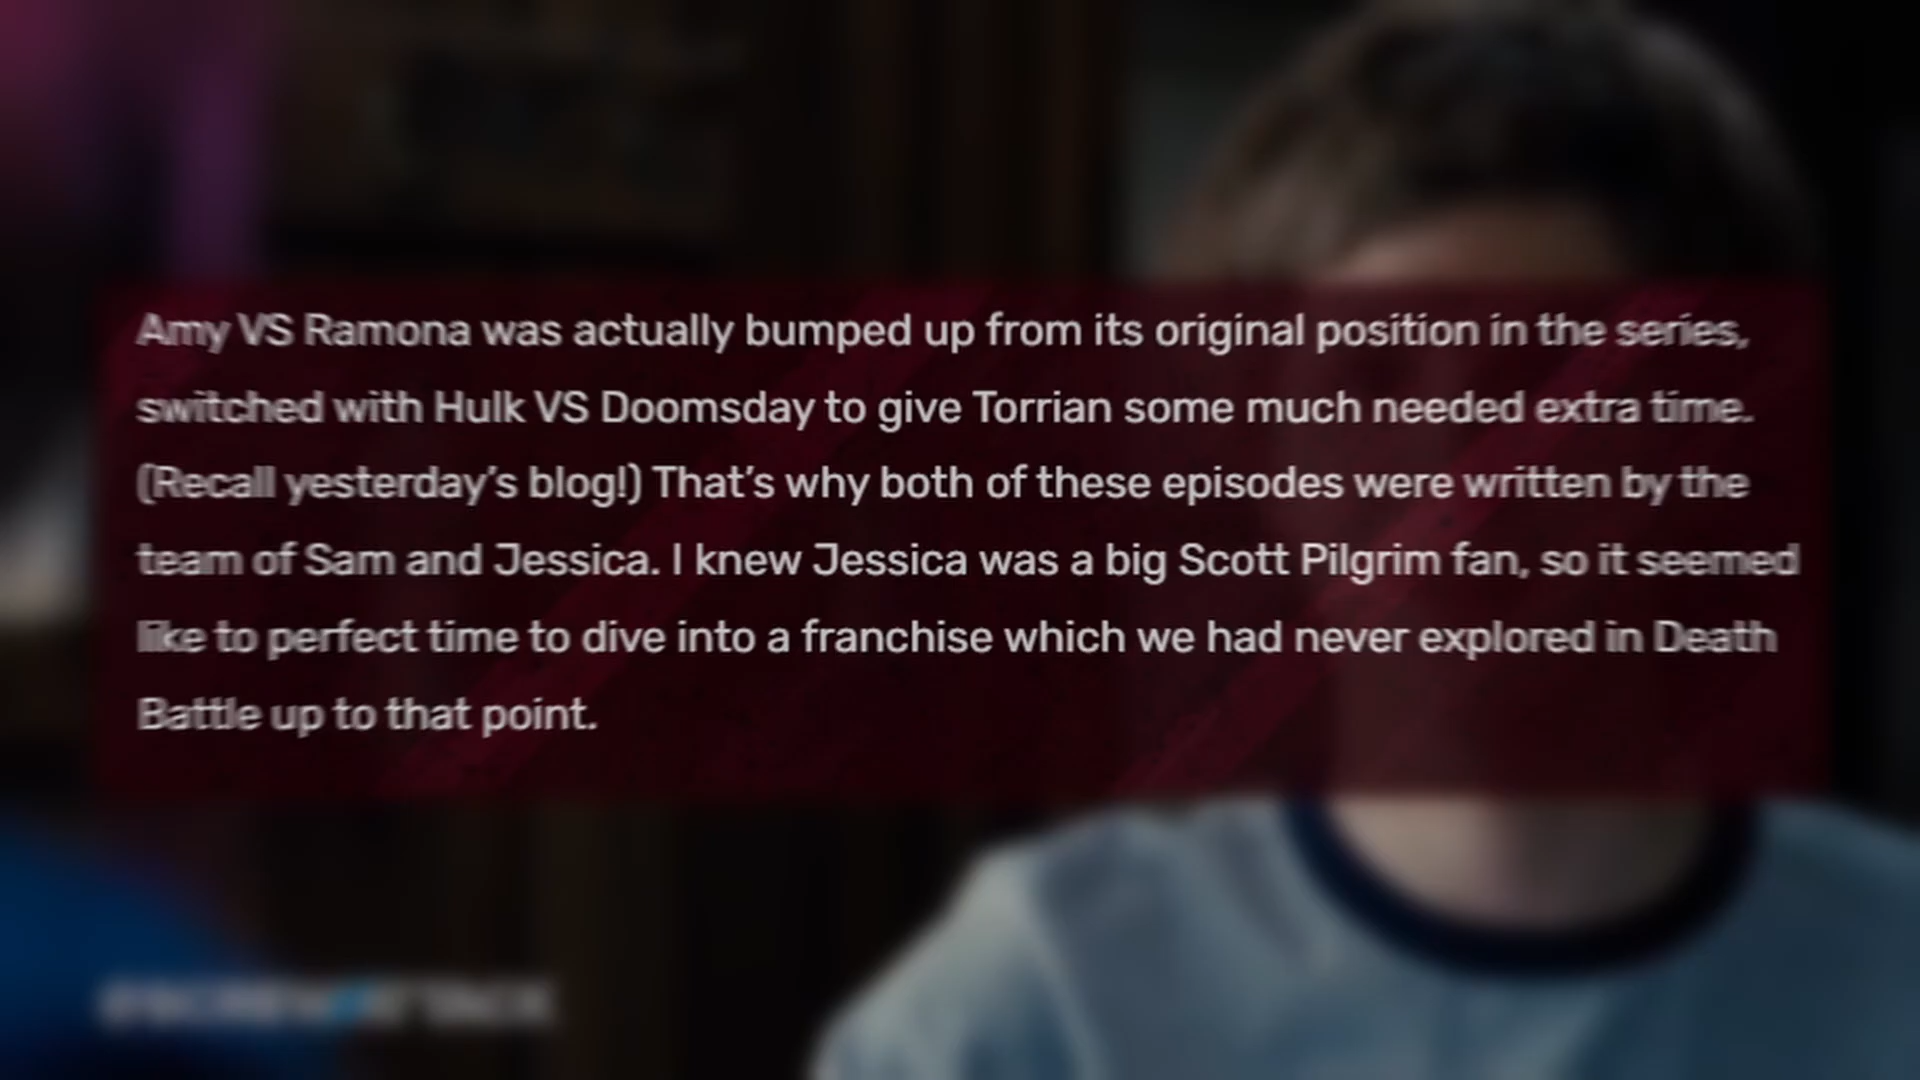 Amy VS Ramona was actually bumped up from its original position in the series,
switched with Hulk VS Doomsday to give Torrian some much needed extra time.
(Recall yesterday’s blog!) That’s why both of these episodes were written by the
team of Sam and Jessica. I knew Jessica was a big Scott Pilgrim fan, so it seemed
like to perfect time to dive into a franchise which we had never explored in Death
Battle up to that point.